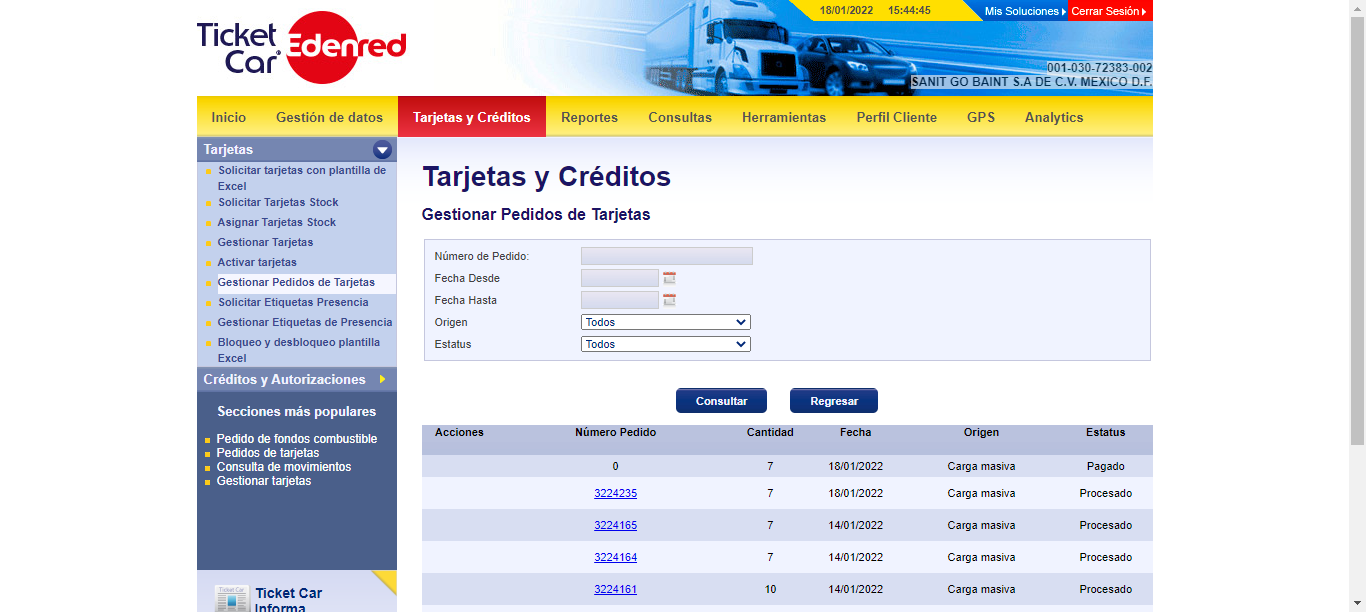 Ticket Car Edenred
18/01/2022 15:44:45
Mis Soluciones
Cerrar Sesión
001-030-72383-002
SANIT GO BAINT S.A DE C.V. MEXICO D.F.
Inicio Gestión de datos Tarjetas y Créditos Reportes Consultas Herramientas Perfil Cliente GPS Analytics
Tarjetas
Solicitar tarjetas con plantilla de
Excel
Solicitar Tarjetas Stock
Asignar Tarjetas Stock
Gestionar Tarjetas
Activar tarjetas
Gestionar Pedidos de Tarjetas
Solicitar Etiquetas Presencia
Gestionar Etiquetas de Presencia
Bloqueo y desbloqueo plantilla
Excel
Créditos y Autorizaciones
Secciones más populares
Pedido de fondos combustible
Pedidos de tarjetas
Consulta de movimientos
Gestionar tarjetas
Ticket Car
Ticket Car
Informa
Tarjetas y Créditos
Gestionar Pedidos de Tarjetas
Número de Pedido:
Fecha Desde
Fecha Hasta
Origen Todos
Estatus Todos
Consultar Regresar
Acciones Número Pedido Cantidad Fecha Origen Estatus
0 7 18/01/2022 Carga masiva Pagado
3224235 7 18/01/2022 Carga masiva Procesado
3224165 7 14/01/2022 Carga masiva Procesado
3224164 7 14/01/2022 Carga masiva Procesado
3224161 10 14/01/2022 Carga masiva Procesado